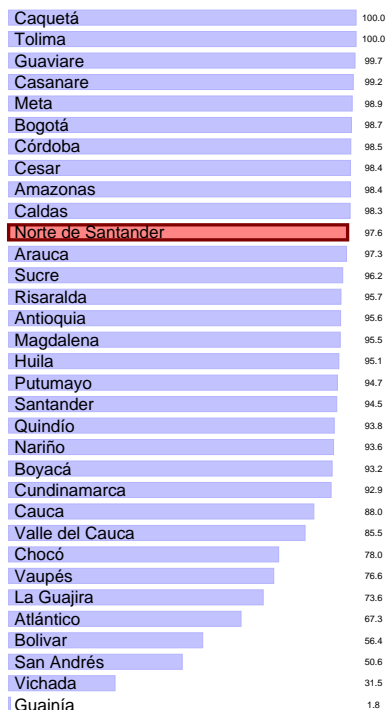 Caquetá 100.0
Tolima 100.0
Guaviare 99.7
Casanare 99.2
Meta 98.9
Bogotá 98.7
Córdoba 98.5
Cesar 98.4
Amazonas 98.4
Caldas 98.3
Norte de Santander 97.6
Arauca 97.3
Sucre 96.2
Risaralda 95.7
Antioquia 95.6
Magdalena 95.5
Huila 95.1
Putumayo 94.7
Santander 94.5
Quindío 93.8
Nariño 93.6
Boyacá 93.2
Cundinamarca 92.9
Cauca 88.0
Valle del Cauca 85.5
Chocó 78.0
Vaupés 76.6
La Guajira 73.6
Atlántico 67.3
Bolivar 56.4
San Andrés 50.6
Vichada 31.5
Guainía 1.8